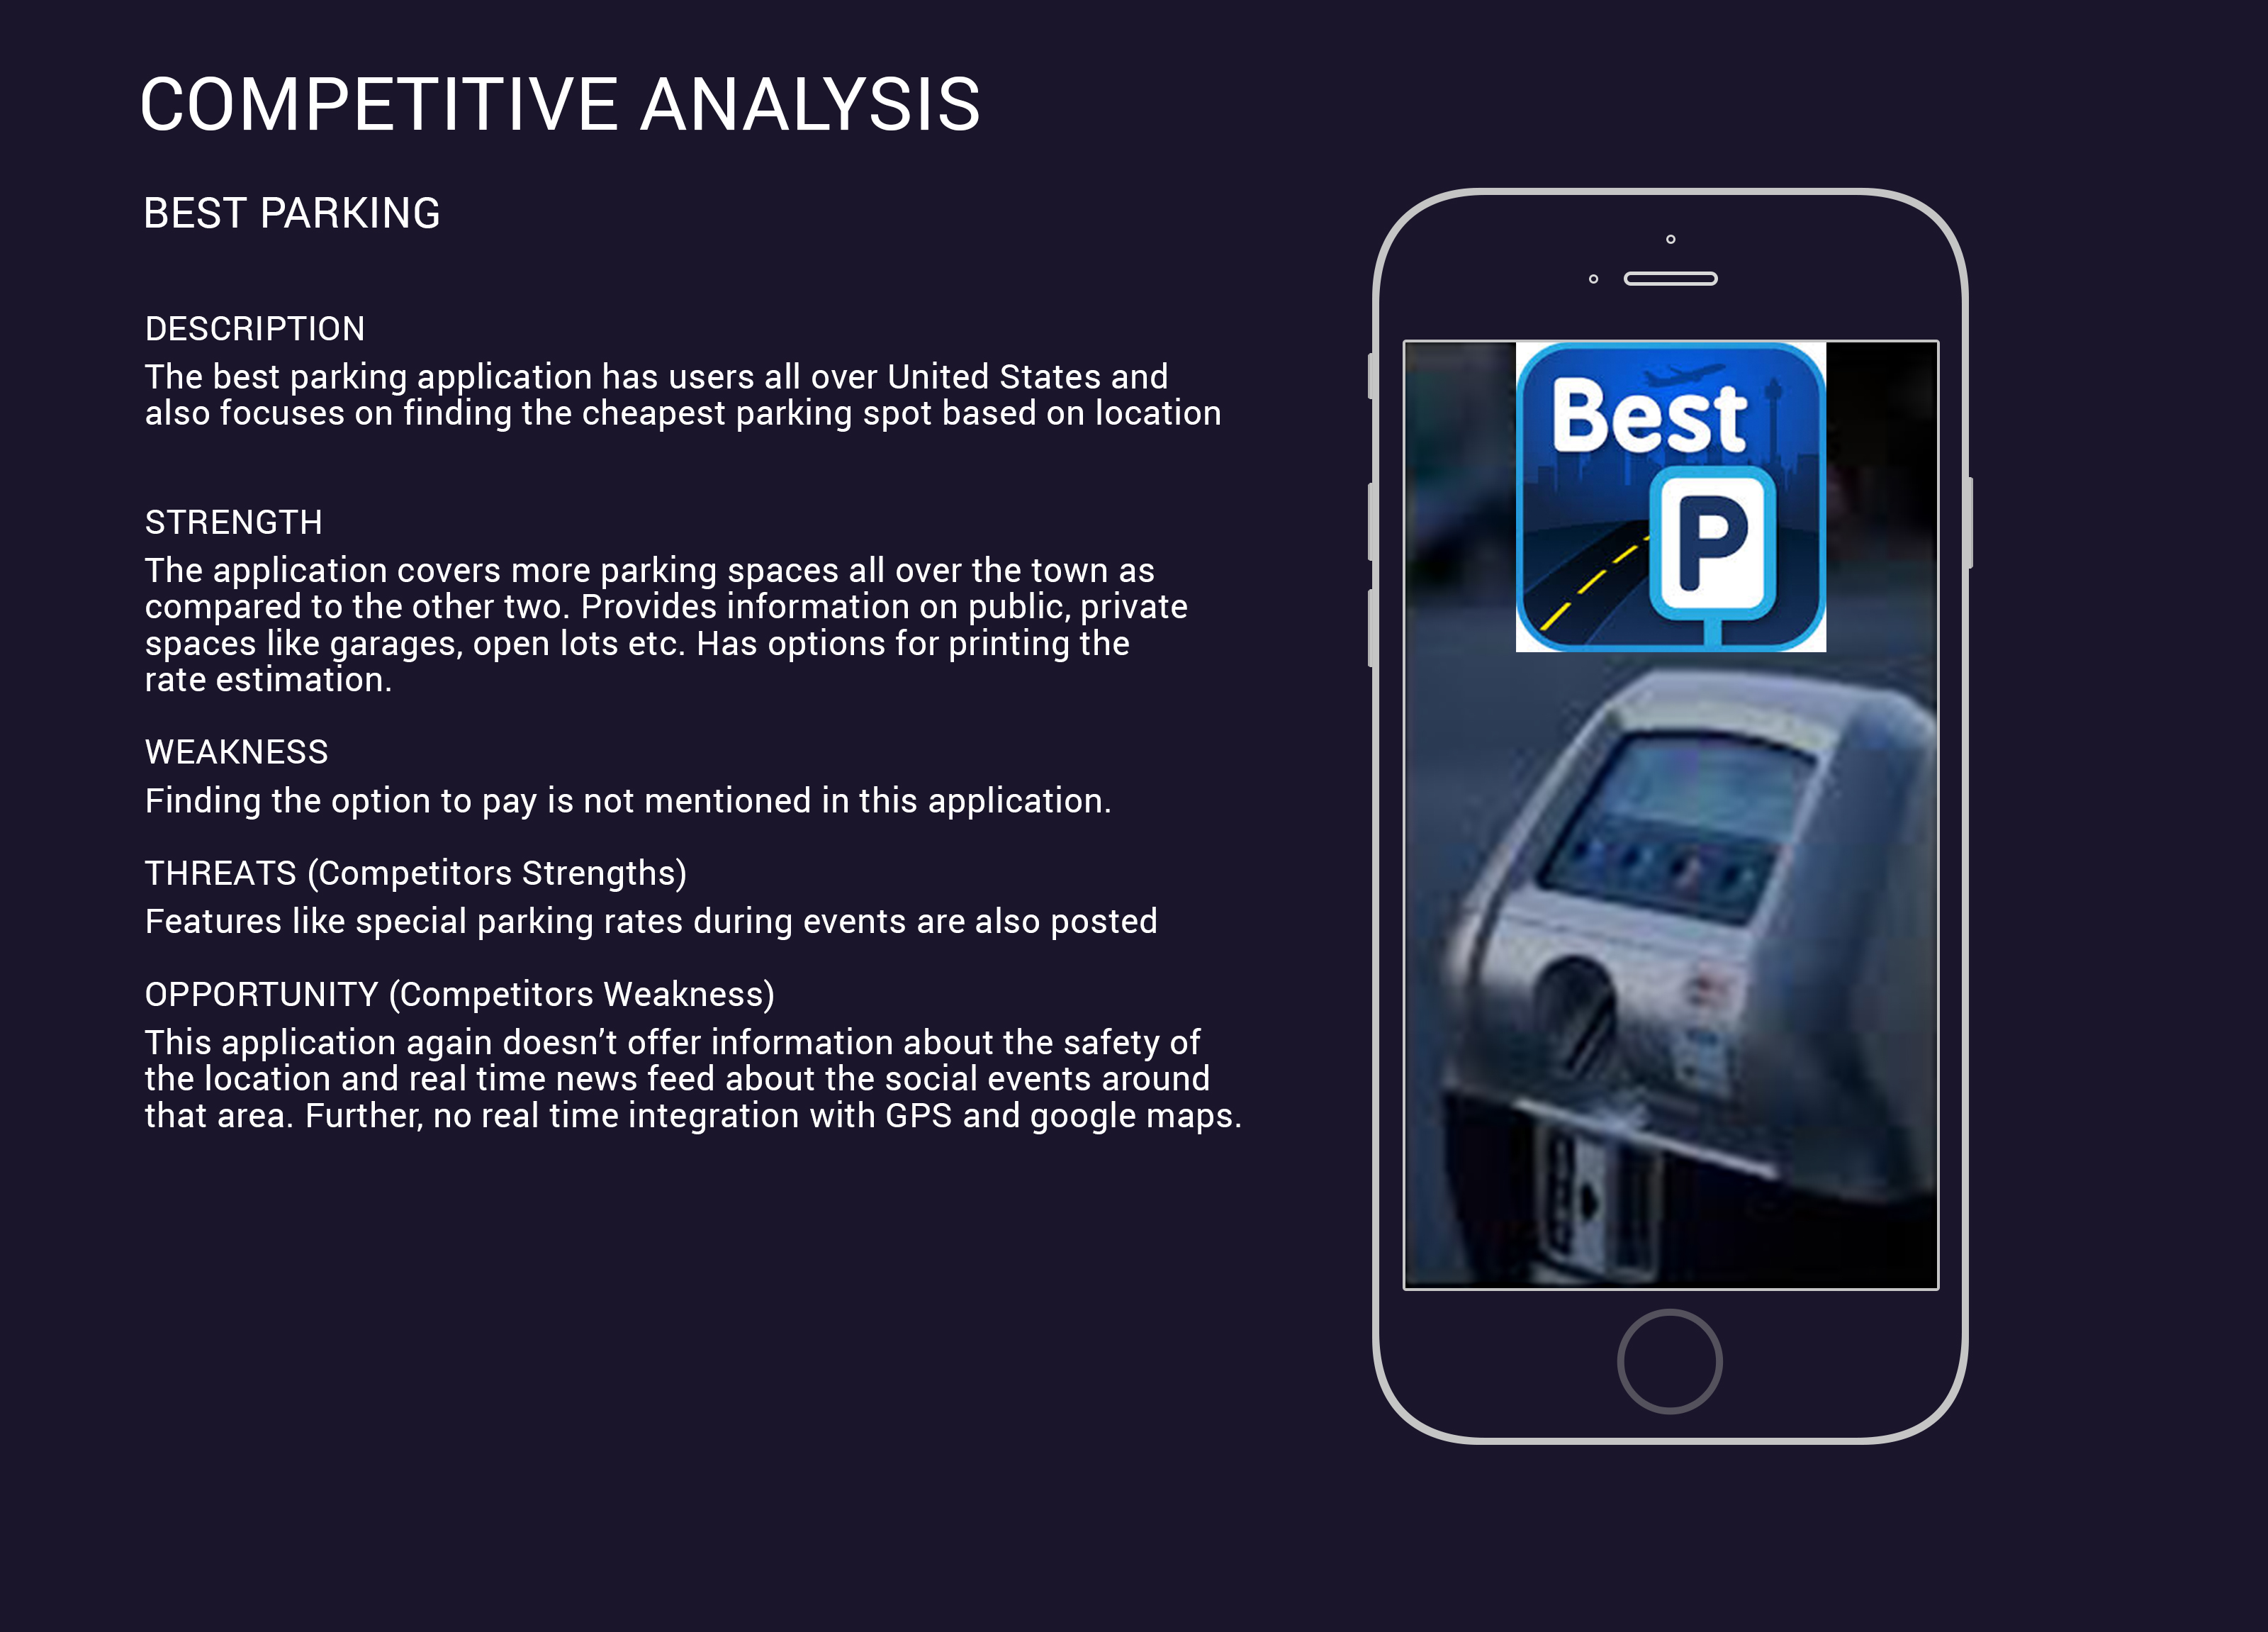 COMPETITIVE ANALYSIS
BEST PARKING
DESCRIPTION
The best parking application has users all over United States and
also focuses on finding the cheapest parking spot based on location
STRENGTH
The application covers more parking spaces all over the town as
compared to the other two. Provides information on public, private
spaces like garages, open lots etc. Has options for printing the
rate estimation.
WEAKNESS
Finding the option to pay is not mentioned in this application.
THREATS (Competitors Strengths)
Features like special parking rates during events are also posted
OPPORTUNITY (Competitors Weakness)
This application again doesn’t offer information about the safety of
the location and real time news feed about the social events around
that area. Further, no real time integration with GPS and google maps.
Best
P